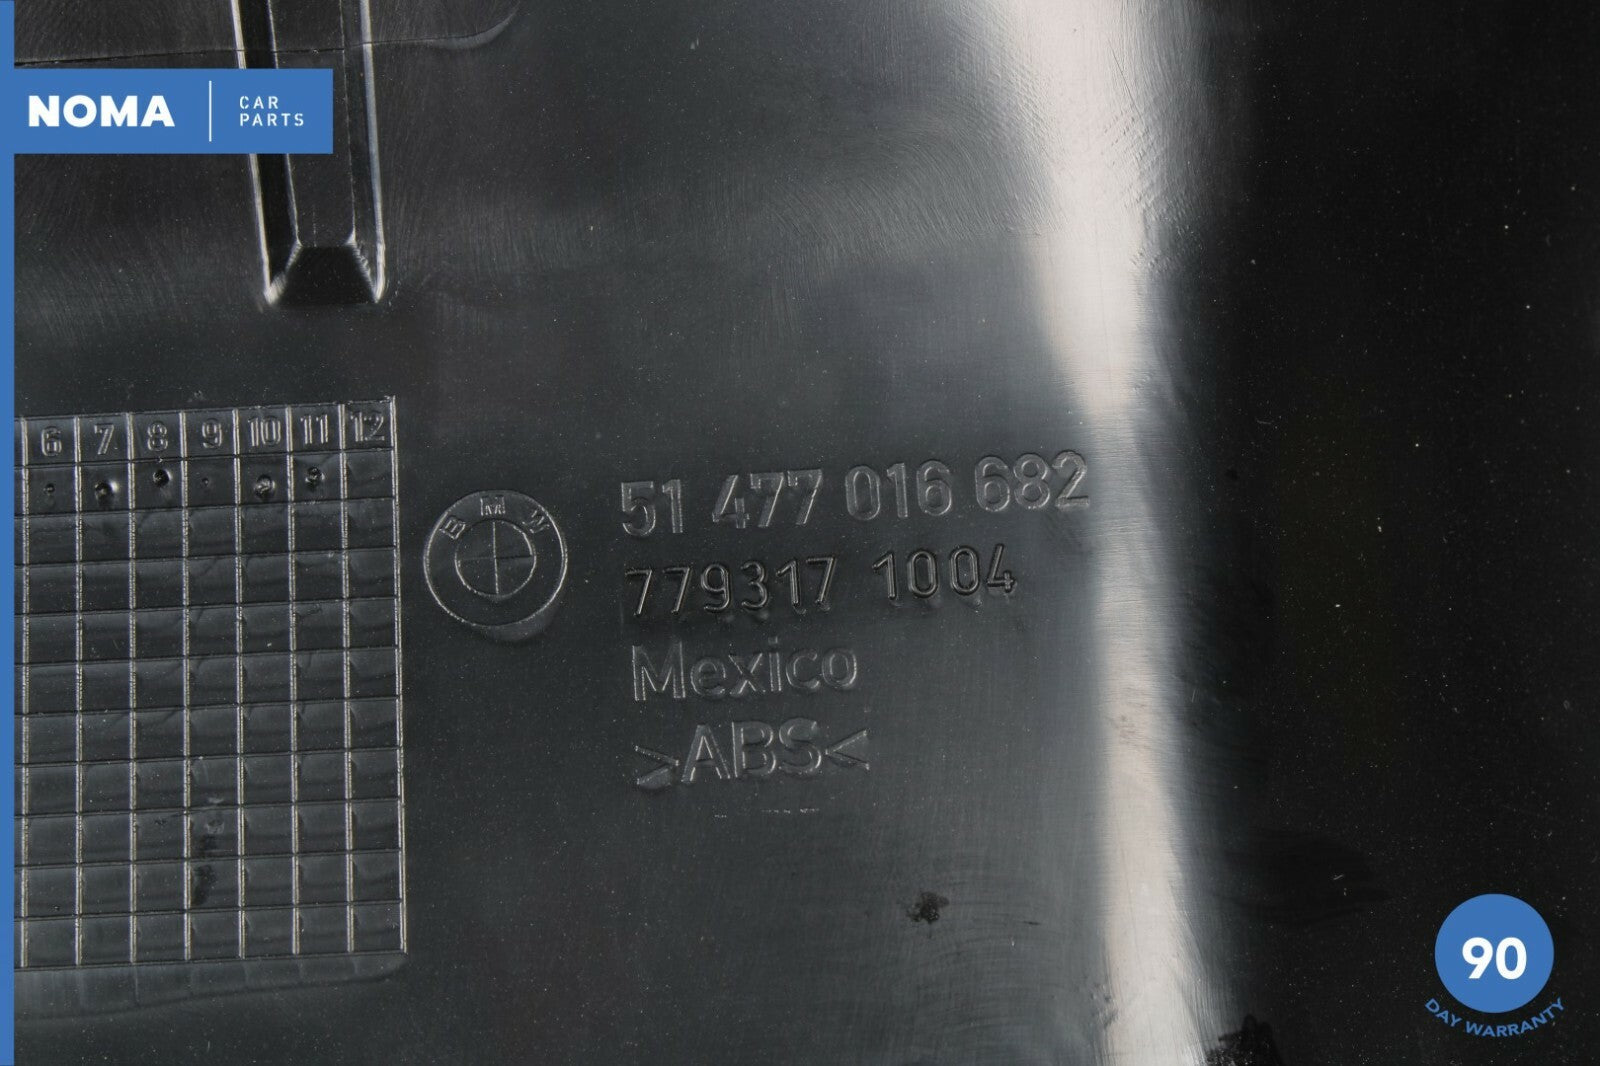 NOMA
CAR
PARTS
6 7 8 9 10 11 12
BMW
51 477 016 682
779317 1004
Mexico
>ABS<
90
DAY WARRANTY